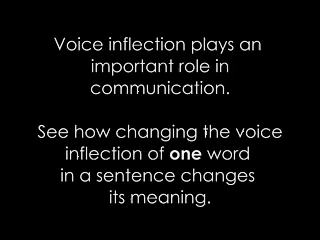 Voice inflection plays an
important role in
communication.
See how changing the voice
inflection of one word
in a sentence changes
its meaning.